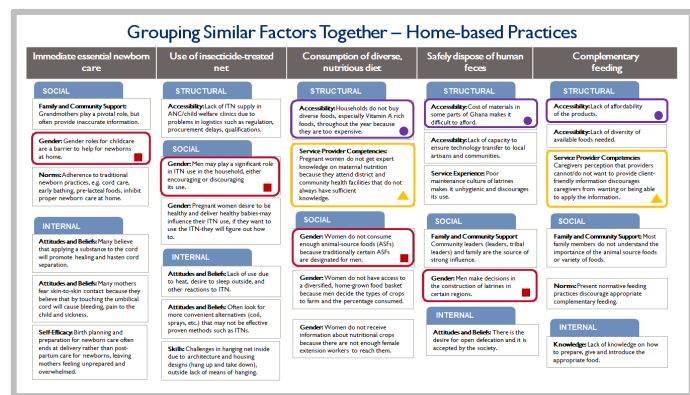 Grouping Similar Factors Together – Home-based Practices
Immediate essential newborn
care
SOCIAL
Family and Community Support:
Grandmothers play a pivotal role, but
often provide inaccurate information.
Gender: Gender roles for childcare
are a barrier to help for newborns
at home.
Norms: Adherence to traditional
newborn practices, e.g. cord care,
early bathing, pre-lacteal foods, inhibit
proper newborn care at home.
INTERNAL
Attitudes and Beliefs: Many believe
that applying a substance to the cord
will promote healing and hasten cord
separation.
Attitudes and Beliefs: Many mothers
fear skin-to-skin contact because they
believe that by touching the umbilical
cord will cause bleeding, pain to the
child and sickness.
Self-Efficacy: Birth planning and
preparation for newborn care often
ends at delivery rather than post-
partum care for newborns, leaving
mothers feeling unprepared and
overwhelmed.
Use of insecticide-treated
net
STRUCTURAL
Accessibility: Lack of ITN supply in
ANC/child welfare clinics due to
problems in logistics such as regulation,
procurement delays, qualifications.
SOCIAL
Gender: Men may play a significant role
in ITN use in the household, either
encouraging or discouraging
its use.
Gender: Pregnant women desire to be
healthy and deliver healthy babies-may
influence their ITN use, if they want to
use the ITN-they will figure out how
to.
INTERNAL
Attitudes and Beliefs: Lack of use due
to heat, desire to sleep outside, and
other reactions to ITN.
Attitudes and Beliefs: Often look for
more convenient alternatives (coil,
sprays, etc.) that may not be effective
proven methods such as ITNs.
Skills: Challenges in hanging net inside
due to architecture and housing
designs (hang up and take down),
outside lack of means of hanging.
Consumption of diverse,
nutritious diet
STRUCTURAL
Accessibility: Households do not buy
diverse foods, especially Vitamin A rich
foods, throughout the year because
they are too expensive.
Service Provider Competencies:
Pregnant women do not get expert
knowledge on maternal nutrition
because they attend district and
community health facilities that do not
always have sufficient
knowledge.
SOCIAL
Gender: Women do not consume
enough animal-source foods (ASFs)
because traditionally certain ASFs
are designated for men.
Gender: Women do not have access to
a diversified, home-grown food basket
because men decide the types of crops
to farm and the percentage consumed.
Gender: Women do not receive
information about nutritional crops
because there are not enough female
extension workers to reach them.
Safely dispose of human
feces
STRUCTURAL
Accessibility: Cost of materials in
some parts of Ghana makes it
difficult to afford.
Accessibility: Lack of capacity to
ensure technology transfer to local
artisans and communities.
Service Experience: Poor
maintenance culture of latrines
makes it unhygienic and discourages
its use.
SOCIAL
Family and Community Support:
Community leaders (leaders, tribal
leaders) and family are the source of
strong influence.
Gender: Men make decisions in
the construction of latrines in
certain regions.
INTERNAL
Attitudes and Beliefs: There is the
desire for open defecation and it is
accepted by the society.
Complementary
feeding
STRUCTURAL
Accessibility: Lack of affordability
of the products.
Accessibility: Lack of diversity of
available foods needed.
Service Provider Competencies
Caregivers perception that providers
cannot/do not want to provide client-
friendly information discourages
caregivers from wanting or being able
to apply the information.
SOCIAL
Family and Community Support: Most
family members do not understand the
importance of the animal source foods
or variety of foods.
Norms: Present normative feeding
practices discourage appropriate
complementary feeding.
INTERNAL
Knowledge: Lack of knowledge on how
to prepare, give and introduce the
appropriate food.